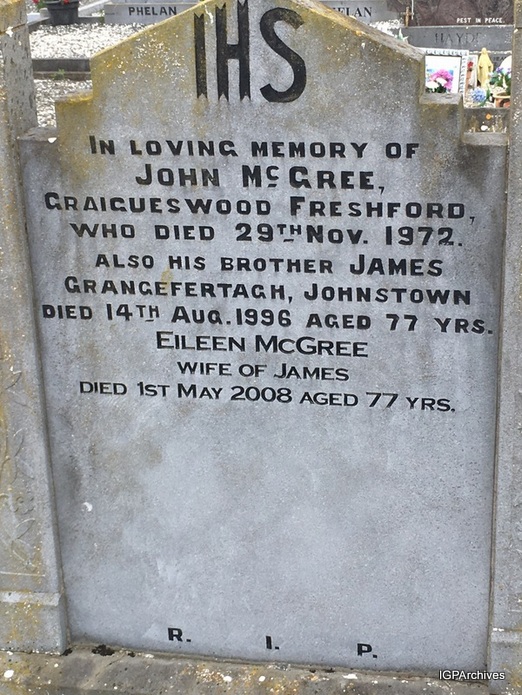 PHELAN
PHELAN
REST IN PEACE.
HAYDE
IHS
IN LOVING MEMORY OF
JOHN MCGREE,
GRAIGUESWOOD FRESHFORD,
WHO DIED 29TH NOV. 1972.
ALSO HIS BROTHER JAMES
GRANGEFERTAGH, JOHNSTOWN
DIED 14TH AUG. 1996 AGED 77 YRS.
EILEEN MCGREE
WIFE OF JAMES
DIED 1ST MAY 2008 AGED 77 YRS.
R. I. P.
IGPArchives